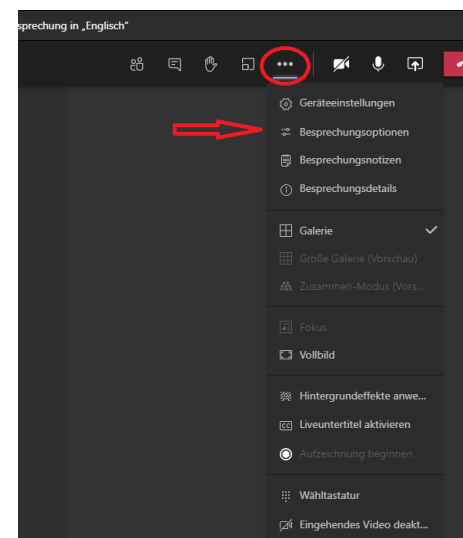 sprechung in „Englisch“
Geräteeinstellungen
Besprechungsoptionen
Besprechungsnotizen
Besprechungsdetails
Galerie
Große Galerie (Vorschau)
Zusammen-Modus (Vors...
Fokus
Vollbild
Hintergrundeffekte anwe...
CC Liveuntertitel aktivieren
Aufzeichnung beginnen
Wähltastatur
Eingehendes Video deakt...